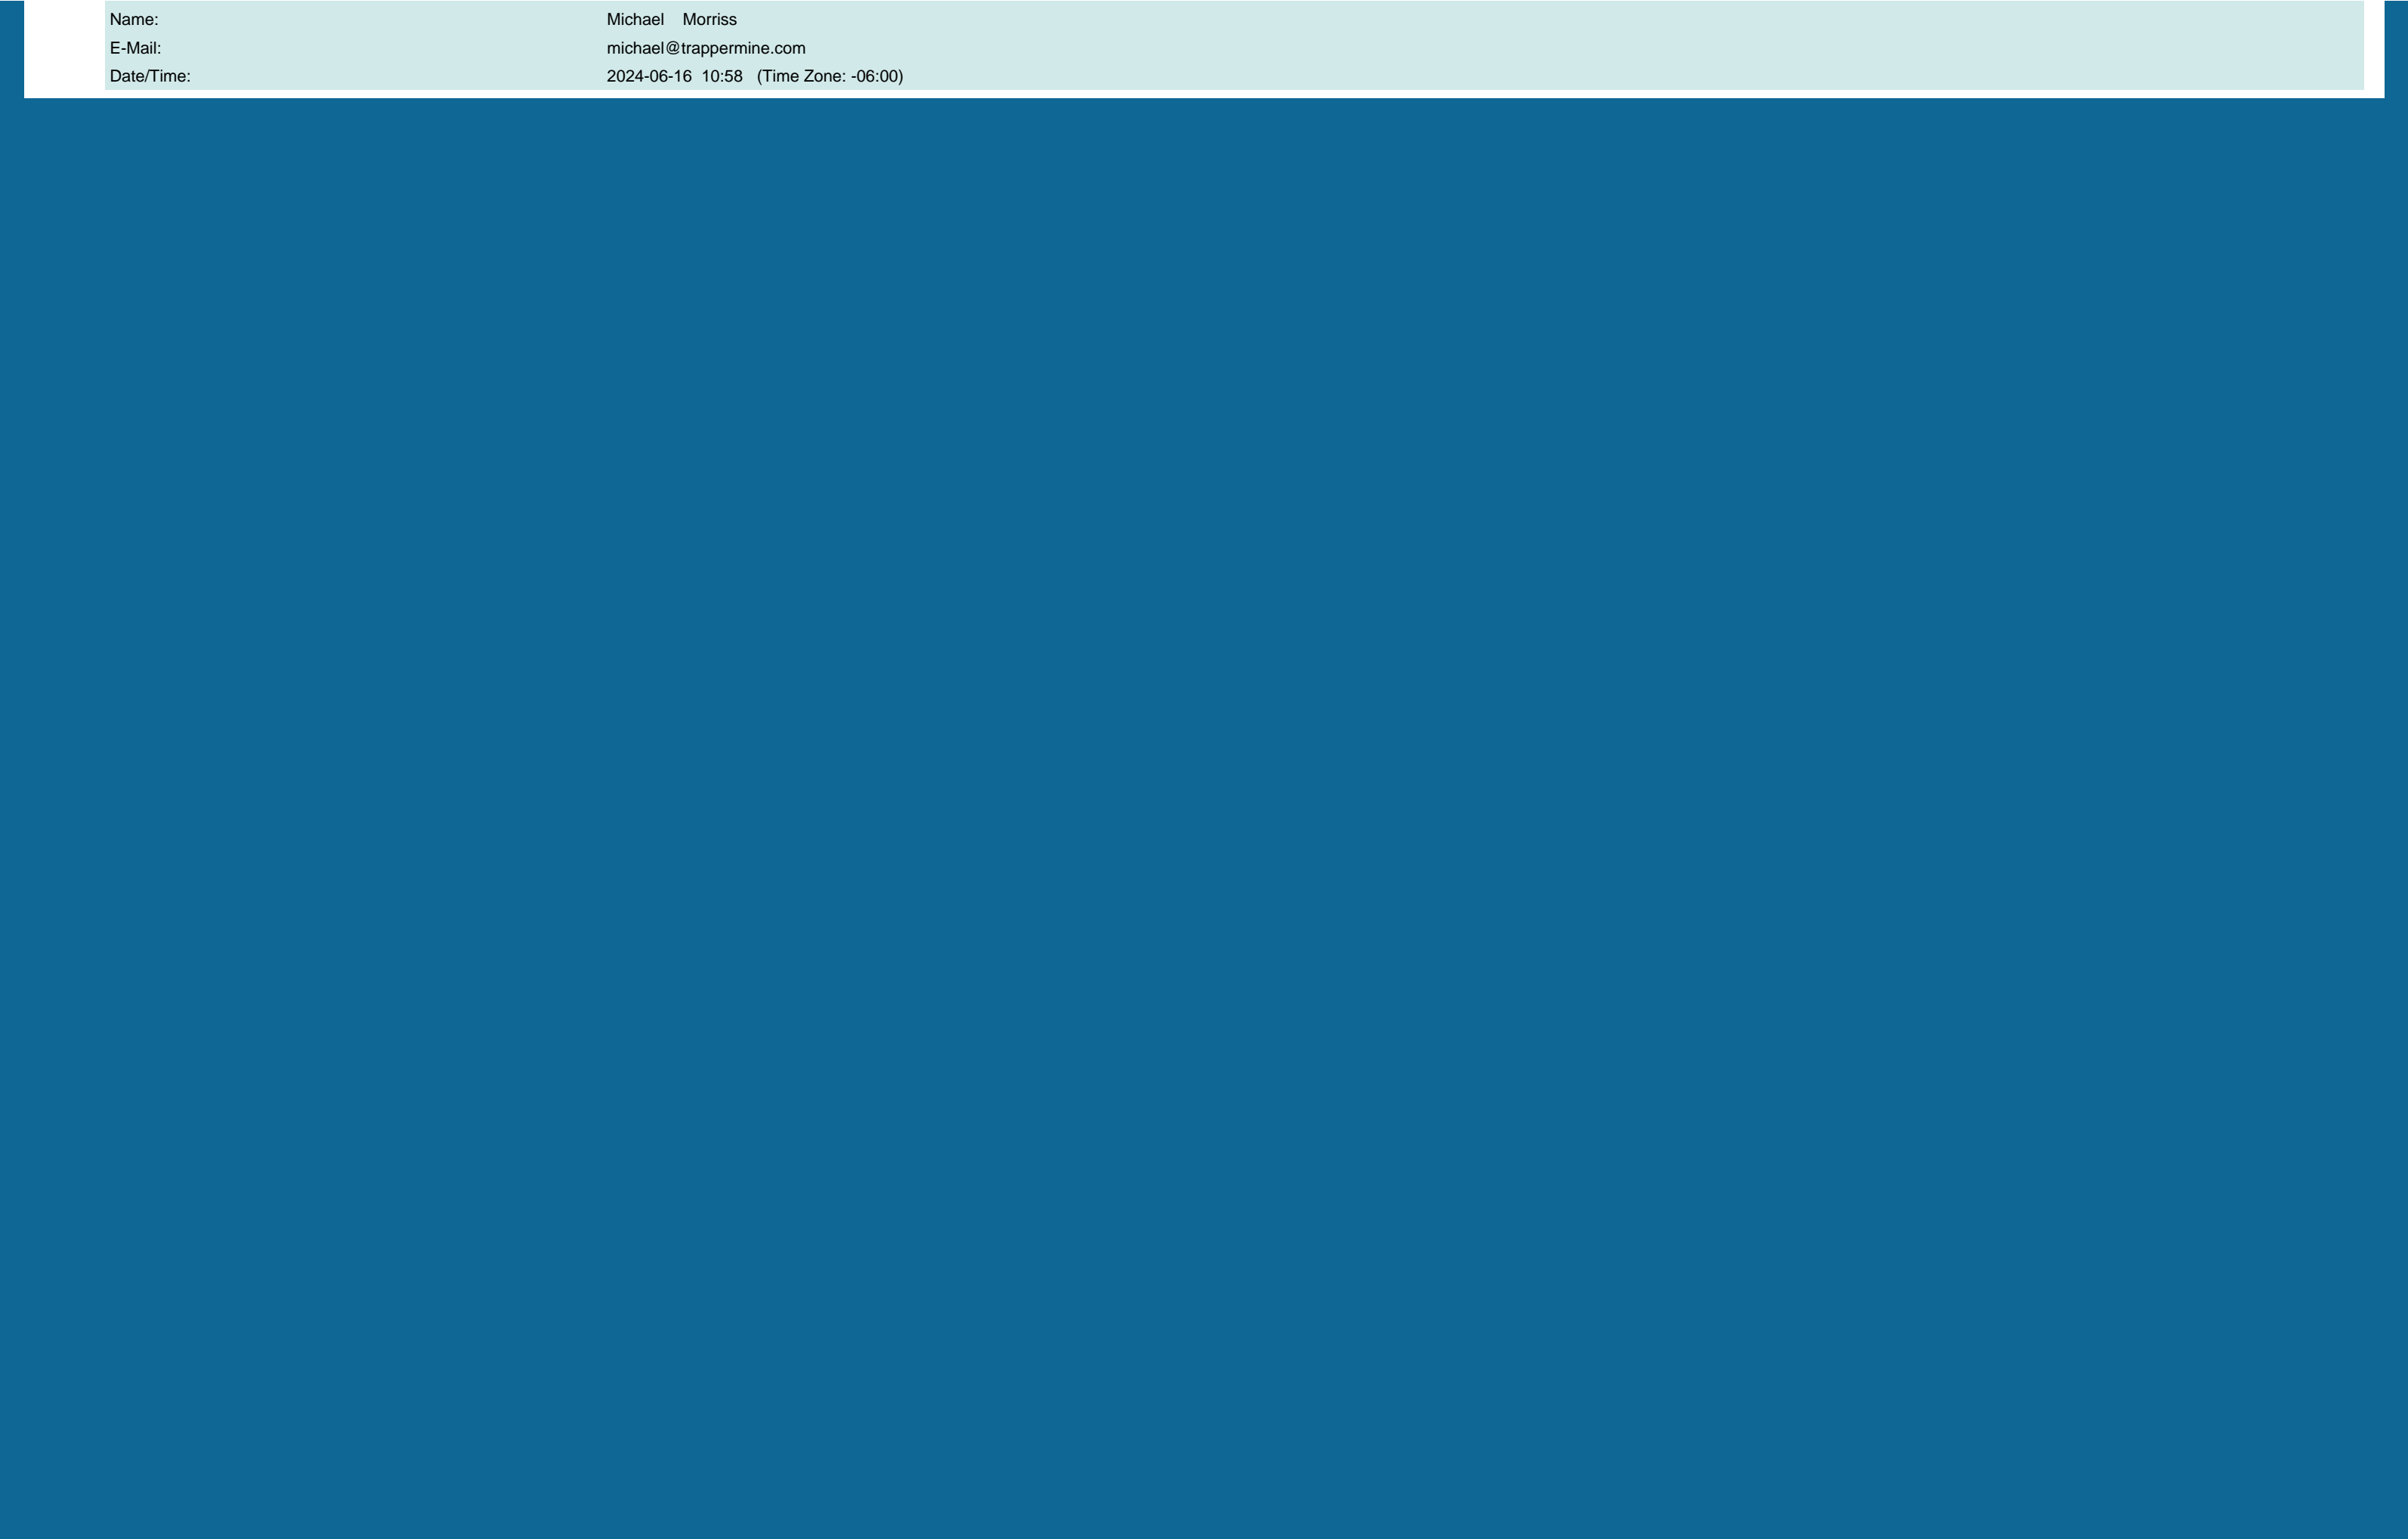 Name: Michael Morriss
E-Mail: michael@trappermine.com
Date/Time: 2024-06-16 10:58 (Time Zone: -06:00)